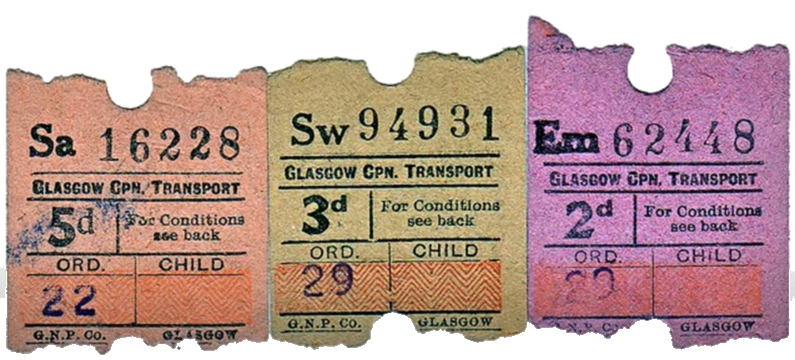 Sa 16228
GLASGOW CPN. TRANSPORT
5d
For Conditions
see back
ORD. CHILD
22
G.N.P. Co. GLASGOW
Sw 94931
GLASGOW CPN. TRANSPORT
3d
For Conditions
see back
ORD. CHILD
29
G.N.P. Co. GLASGOW
Em 62448
GLASGOW CPN. TRANSPORT
2d
For Conditions
see back
ORD. CHILD
N.P. Co. GLASGOW